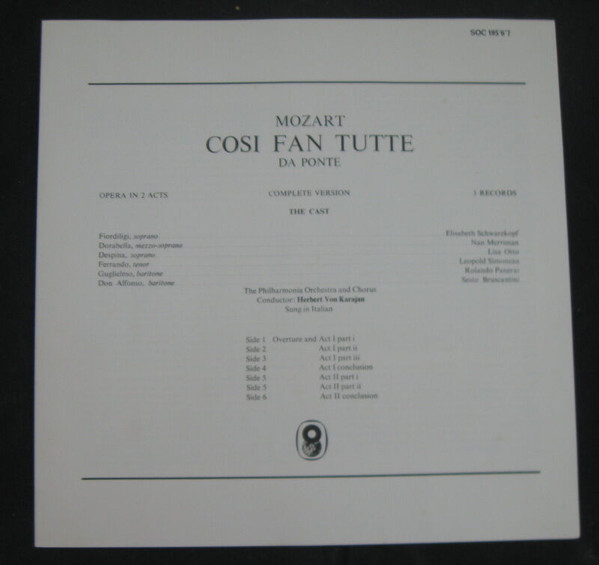 SOC 195 6 7
MOZART
COSI FAN TUTTE
DA PONTE
OPERA IN 2 ACTS COMPLETE VERSION 3 RECORDS
THE CAST
Fiordiligi, soprano Elisabeth Schwarzkopf
Dorabella, mezzo-soprano Nan Merriman
Despina, soprano Lisa Otto
Ferrando, tenor Leopold Simoneau
Guglielmo, baritone Rolando Panerai
Don Alfonso, baritone Sesto Bruscantini
The Philharmonia Orchestra and Chorus
Conductor: Herbert Von Karajan
Sung in Italian
Side 1 Overture and Act I part i
Side 2 Act I part ii
Side 3 Act I part iii
Side 4 Act I conclusion
Side 5 Act II part i
Side 5 Act II part ii
Side 6 Act II conclusion